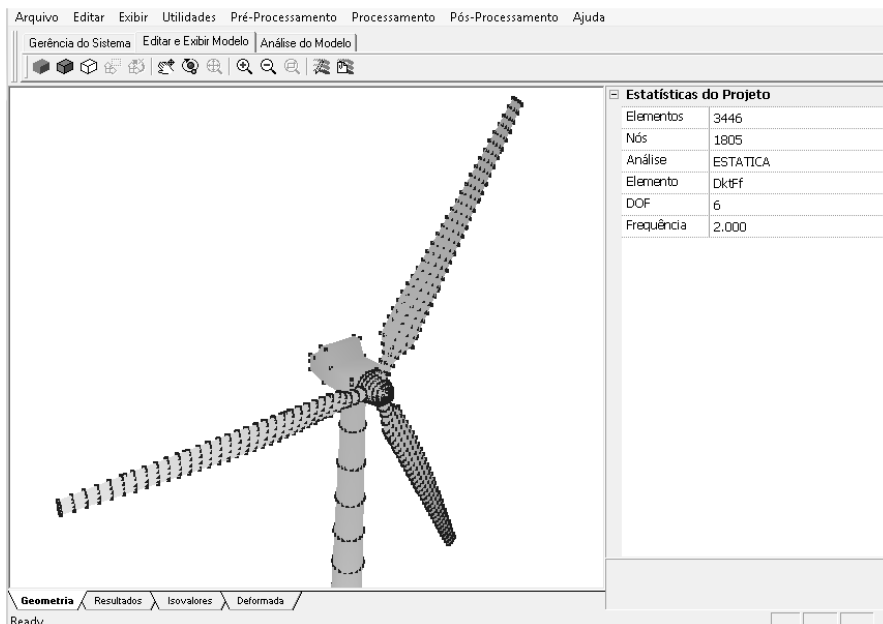 Arquivo Editar Exibir Utilidades Pré-Processamento Processamento Pós-Processamento Ajuda
Gerência do Sistema Editar e Exibir Modelo Análise do Modelo
Estatísticas do Projeto
Elementos 3446
Nós 1805
Análise ESTATICA
Elemento DktFf
DOF 6
Frequência 2.000
Geometria Resultados Isovalores Deformada
Ready